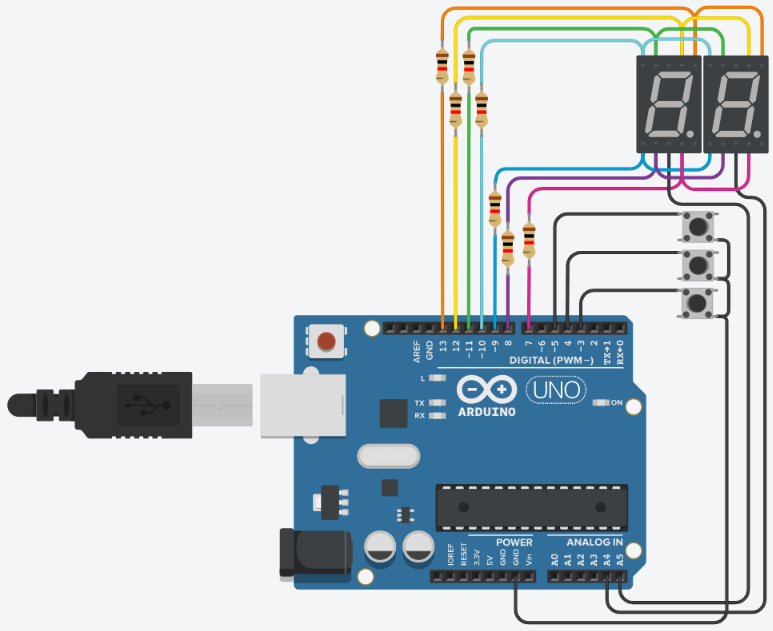 AREF
GND
13
12
~11
~10
~9
8
7
~6
~5
4
~3
2
TX→1
RX←0
DIGITAL (PWM~)
L
TX
RX
ARDUINO
UNO
ON
IOREF
RESET
3.3V
5V
GND
GND
Vin
POWER
ANALOG IN
A0
A1
A2
A3
A4
A5